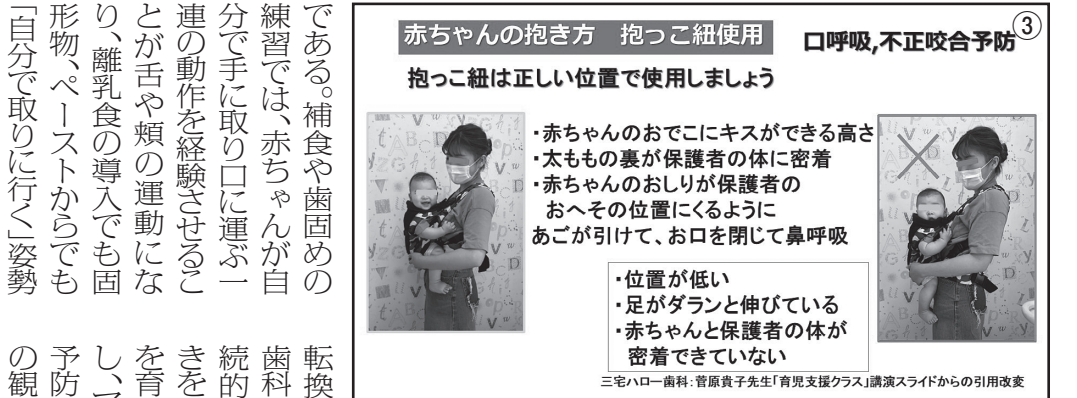 である。補食や歯固めの
練習では、赤ちゃんが自
分で手に取り口に運ぶ一
連の動作を経験させるこ
とが舌や頬の運動にな
り、離乳食の導入でも固
形物、ペーストからでも
「自分で取りに行く」姿勢
転換
歯科
続的
きを
を育
し、マ
予防
の観
③
赤ちゃんの抱き方 抱っこ紐使用
口呼吸,不正咬合予防
抱っこ紐は正しい位置で使用しましょう
・赤ちゃんのおでこにキスができる高さ
・太ももの裏が保護者の体に密着
・赤ちゃんのおしりが保護者の
おへその位置にくるように
あごが引けて、お口を閉じて鼻呼吸
・位置が低い
・足がダランと伸びている
・赤ちゃんと保護者の体が
密着できていない
三宅ハロー歯科:菅原貴子先生「育児支援クラス」講演スライドからの引用改変